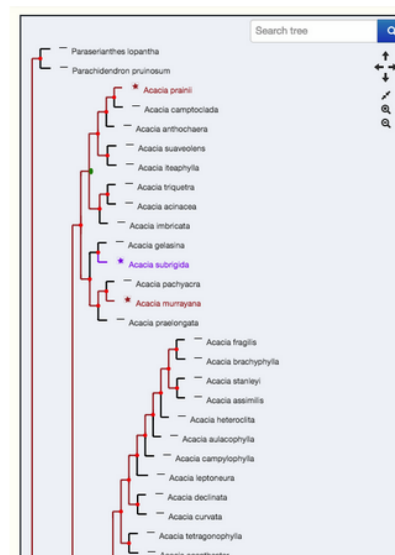 Search tree
Paraserianthes lopantha
Parachidendron pruinosum
Acacia prainii
Acacia camptoclada
Acacia anthochaera
Acacia suaveolens
Acacia iteaphylla
Acacia triquetra
Acacia acinacea
Acacia imbricata
Acacia gelasina
Acacia subrigida
Acacia pachyacra
Acacia murrayana
Acacia praelongata
Acacia fragilis
Acacia brachyphylla
Acacia stanleyi
Acacia assimilis
Acacia heteroclita
Acacia aulacophylla
Acacia campylophylla
Acacia leptoneura
Acacia declinata
Acacia curvata
Acacia tetragonophylla